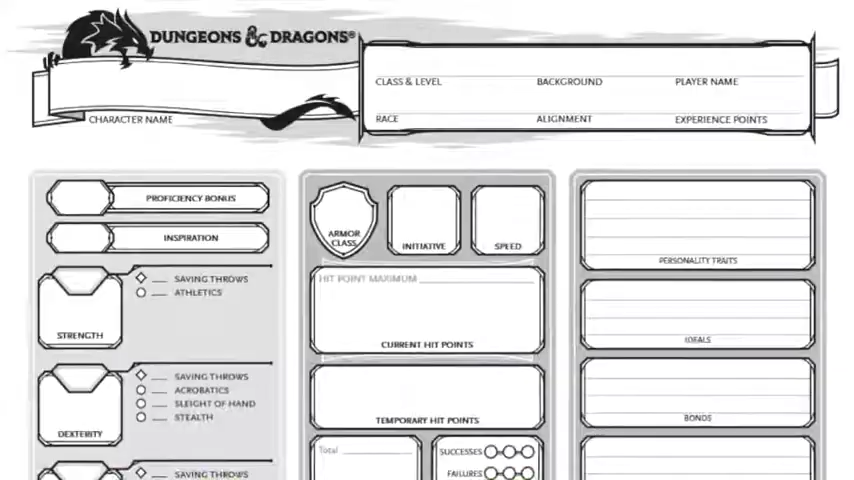 DUNGEONS & DRAGONS®
CLASS & LEVEL BACKGROUND PLAYER NAME
CHARACTER NAME
RACE ALIGNMENT EXPERIENCE POINTS
PROFICIENCY BONUS
INSPIRATION
SAVING THROWS
ATHLETICS
STRENGTH
SAVING THROWS
ACROBATICS
SLEIGHT OF HAND
STEALTH
DEXTERITY
SAVING THROWS
ARMOR
CLASS
INITIATIVE
SPEED
HIT POINT MAXIMUM
CURRENT HIT POINTS
TEMPORARY HIT POINTS
Total
SUCCESSES
FAILURES
PERSONALITY TRAITS
IDEALS
BONDS